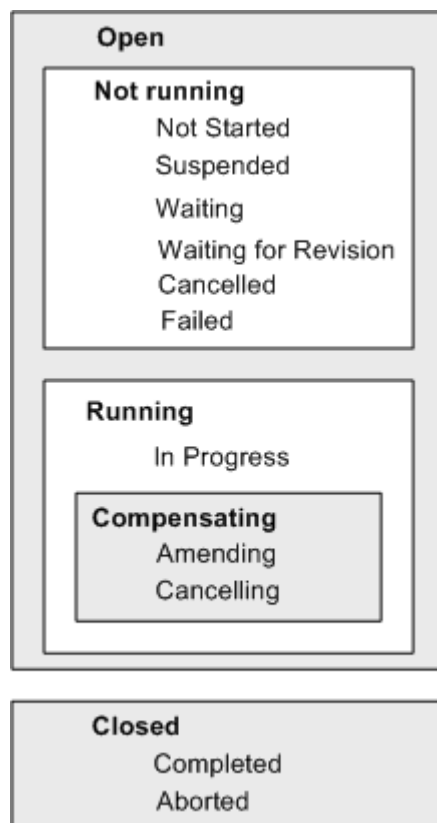 Open
Not running
Not Started
Suspended
Waiting
Waiting for Revision
Cancelled
Failed
Running
In Progress
Compensating
Amending
Cancelling
Closed
Completed
Aborted